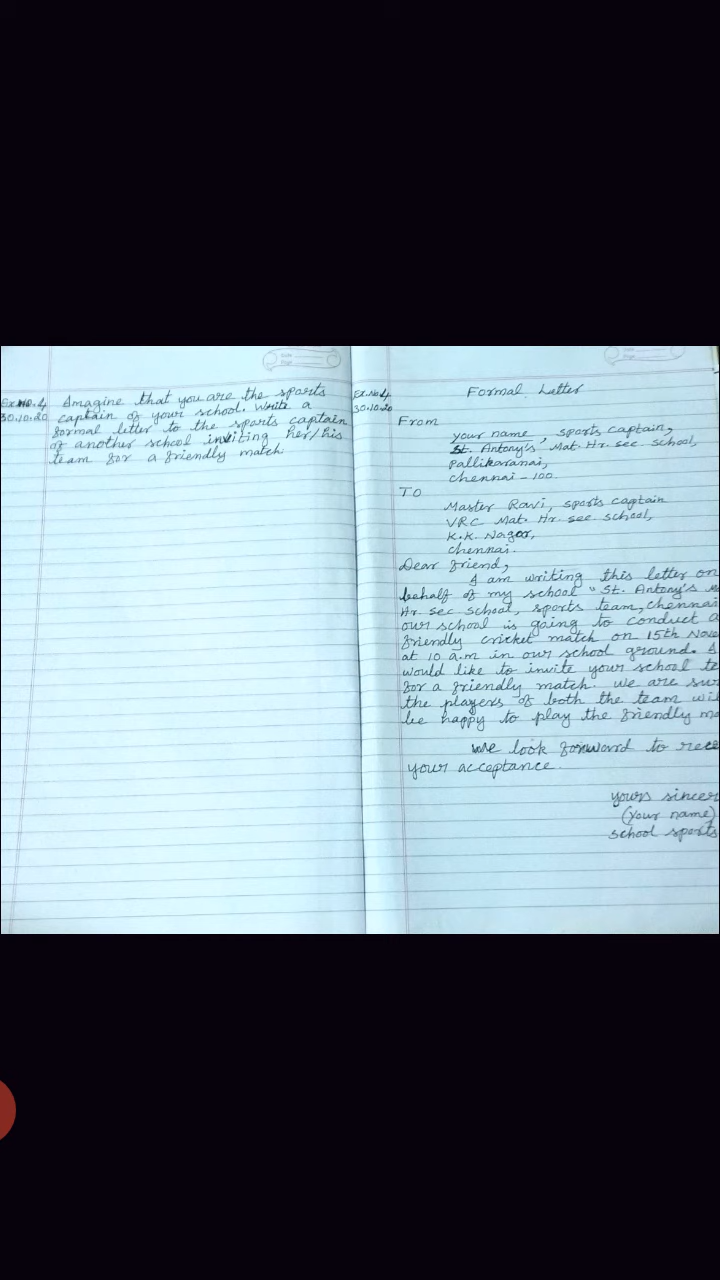 Ex.No.4
30.10.20
Imagine that you are the sports
captain of your school. Write a
formal letter to the sports captain
of another school inviting her/his
team for a friendly match.
Ex.No.4
30.10.20
Formal Letter
From
your name, sports captain,
St. Antony's Mat. Hr. sec school,
Pallikaranai,
chennai - 100.
TO
Master Ravi, sports captain
VRC Mat. Hr. sec school,
K.K. Nagar,
chennai.
Dear friend,
I am writing this letter on
behalf of my school "St. Antony's
Hr. sec school, sports team, chennai
our school is going to conduct a
friendly cricket match on 15th Nove
at 10 a.m in our school ground. I
would like to invite your school te
for a friendly match. we are sur
the players of both the team wil
be happy to play the friendly ma
we look forward to rece
your acceptance.
yours sincer
(your name)
school sports